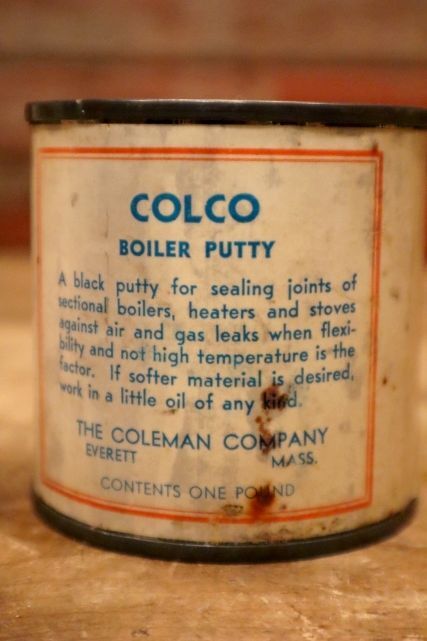 COLCO
BOILER PUTTY
A black putty for sealing joints of
sectional boilers, heaters and stoves
against air and gas leaks when flexi-
bility and not high temperature is the
factor. If softer material is desired,
work in a little oil of any kind.
THE COLEMAN COMPANY
EVERETT MASS.
CONTENTS ONE POUND